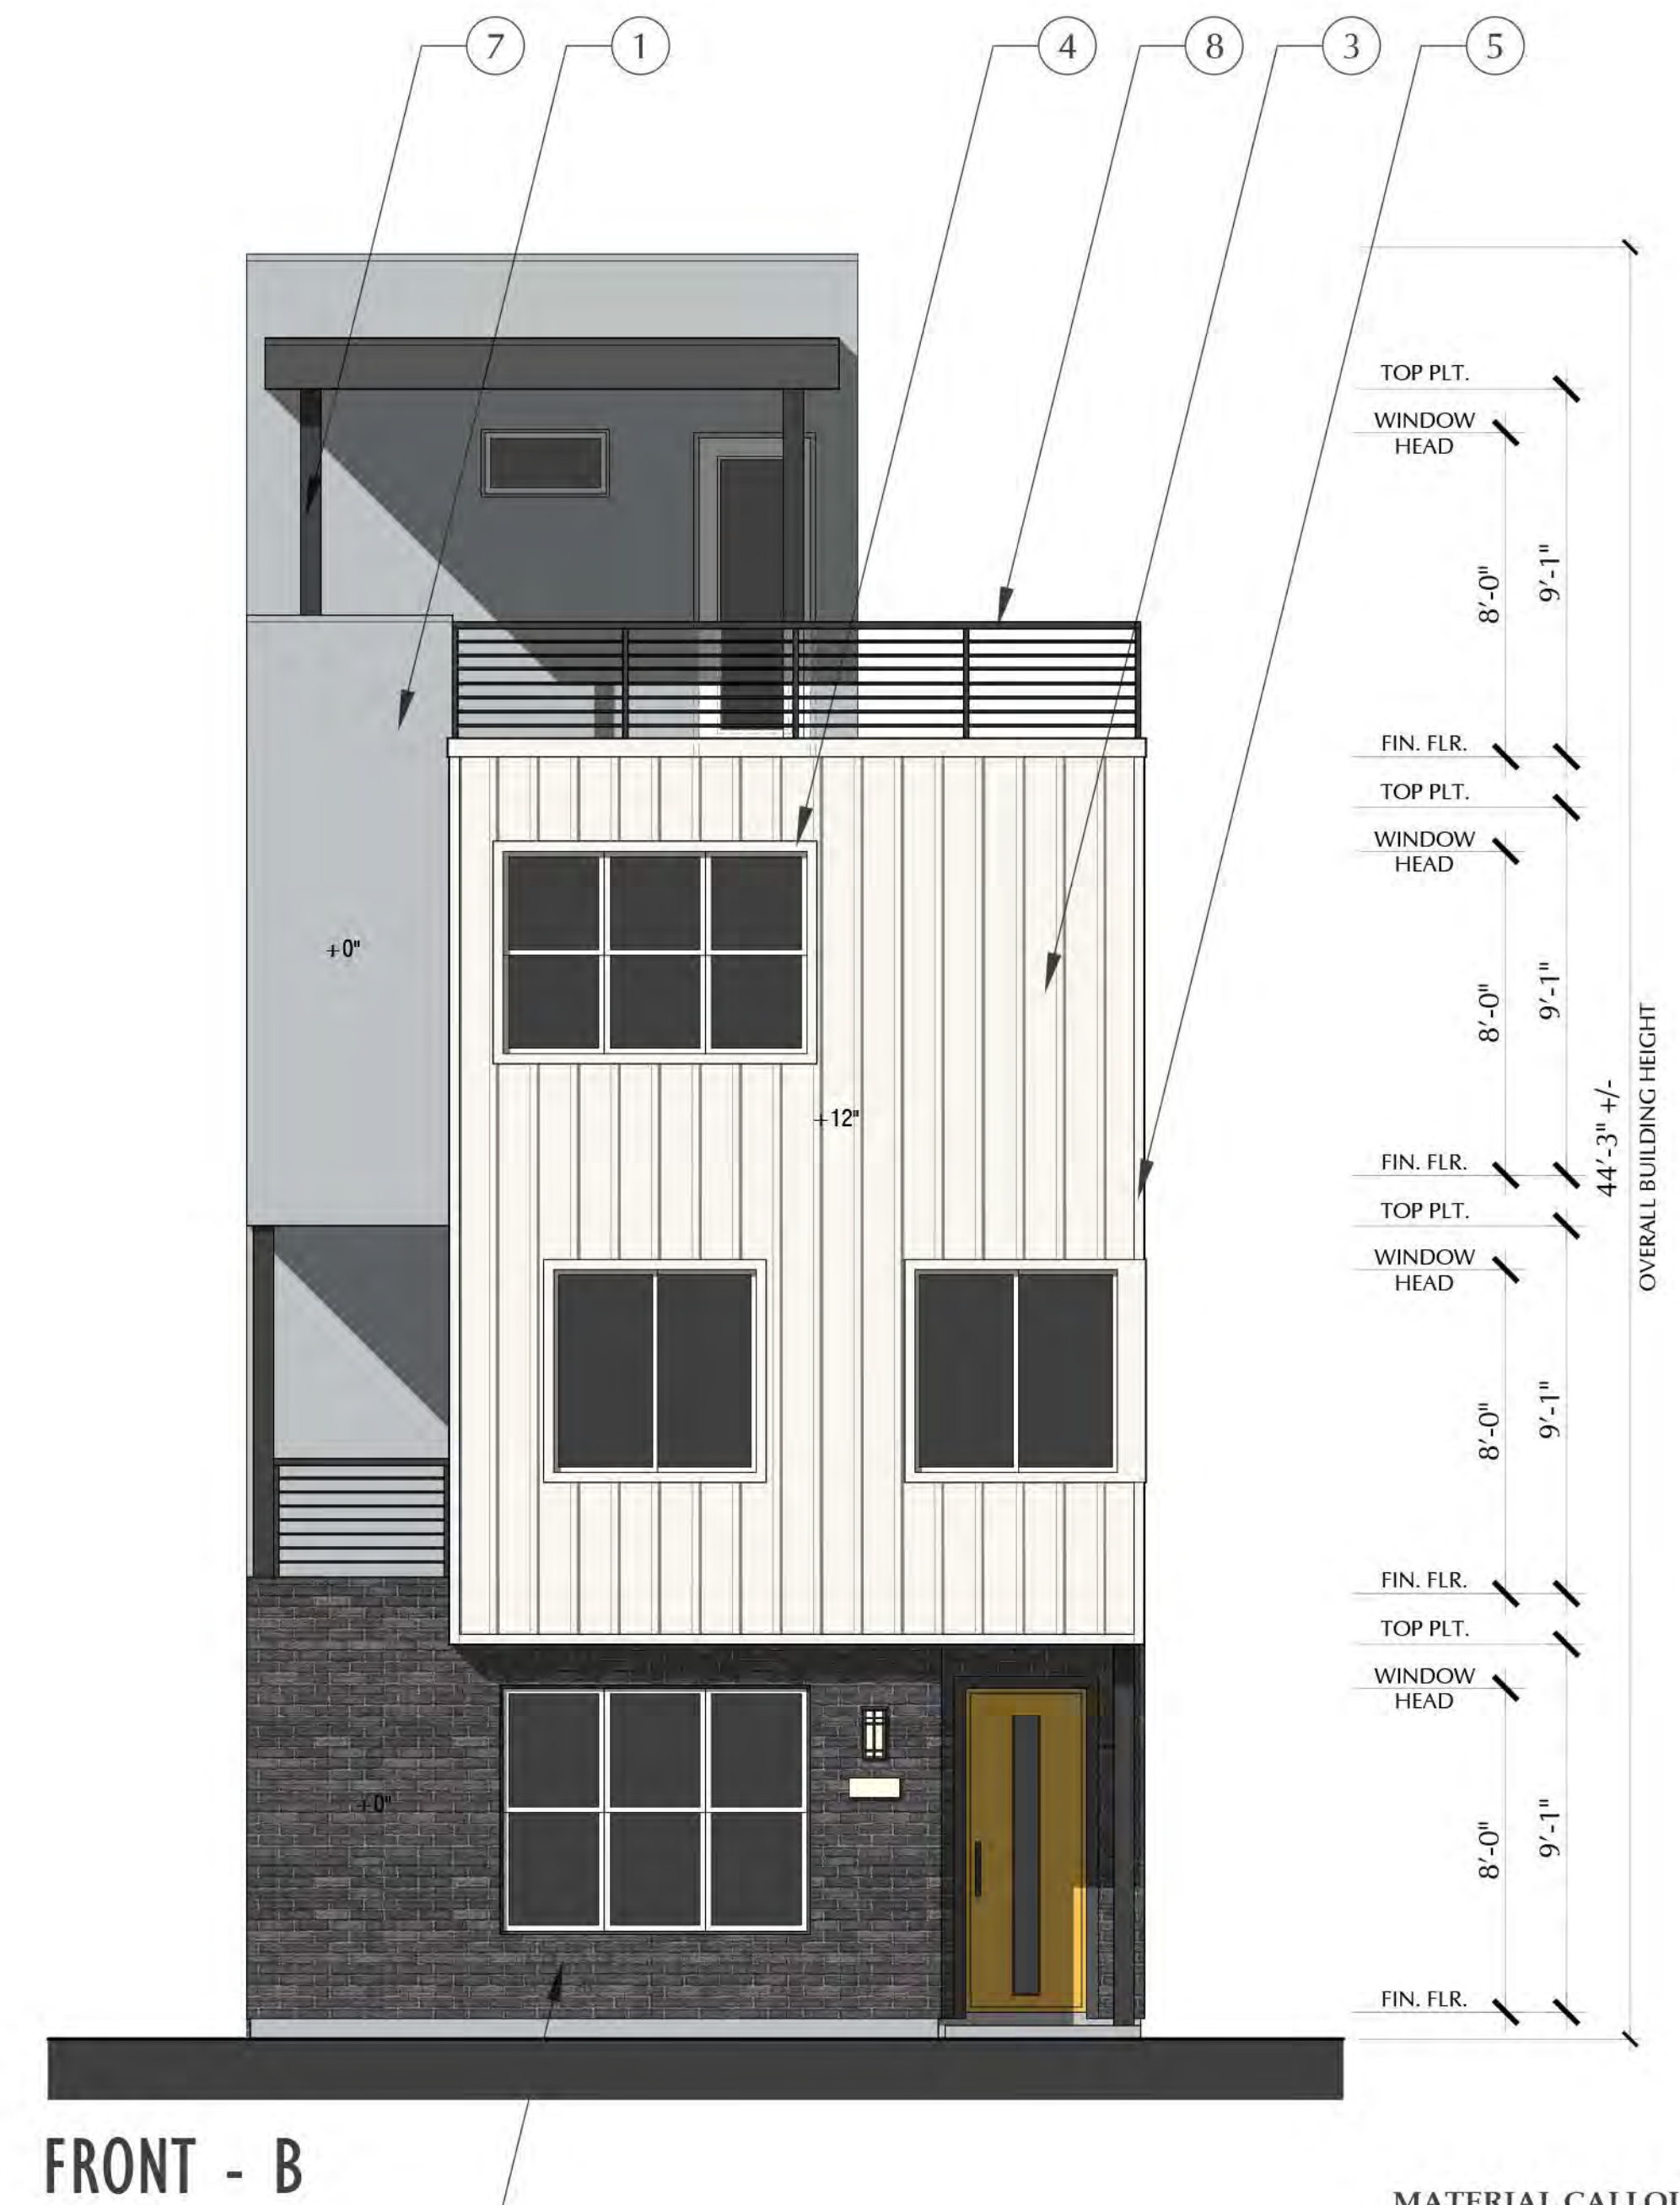 7 1 4 8 3 5
TOP PLT.
WINDOW
HEAD
8'-0"
9'-1"
FIN. FLR.
TOP PLT.
WINDOW
HEAD
+0"
8'-0"
9'-1"
+12"
FIN. FLR.
44'-3" +/-
OVERALL BUILDING HEIGHT
TOP PLT.
WINDOW
HEAD
8'-0"
9'-1"
FIN. FLR.
TOP PLT.
WINDOW
HEAD
+0"
8'-0"
9'-1"
FIN. FLR.
FRONT - B
MATERIAL